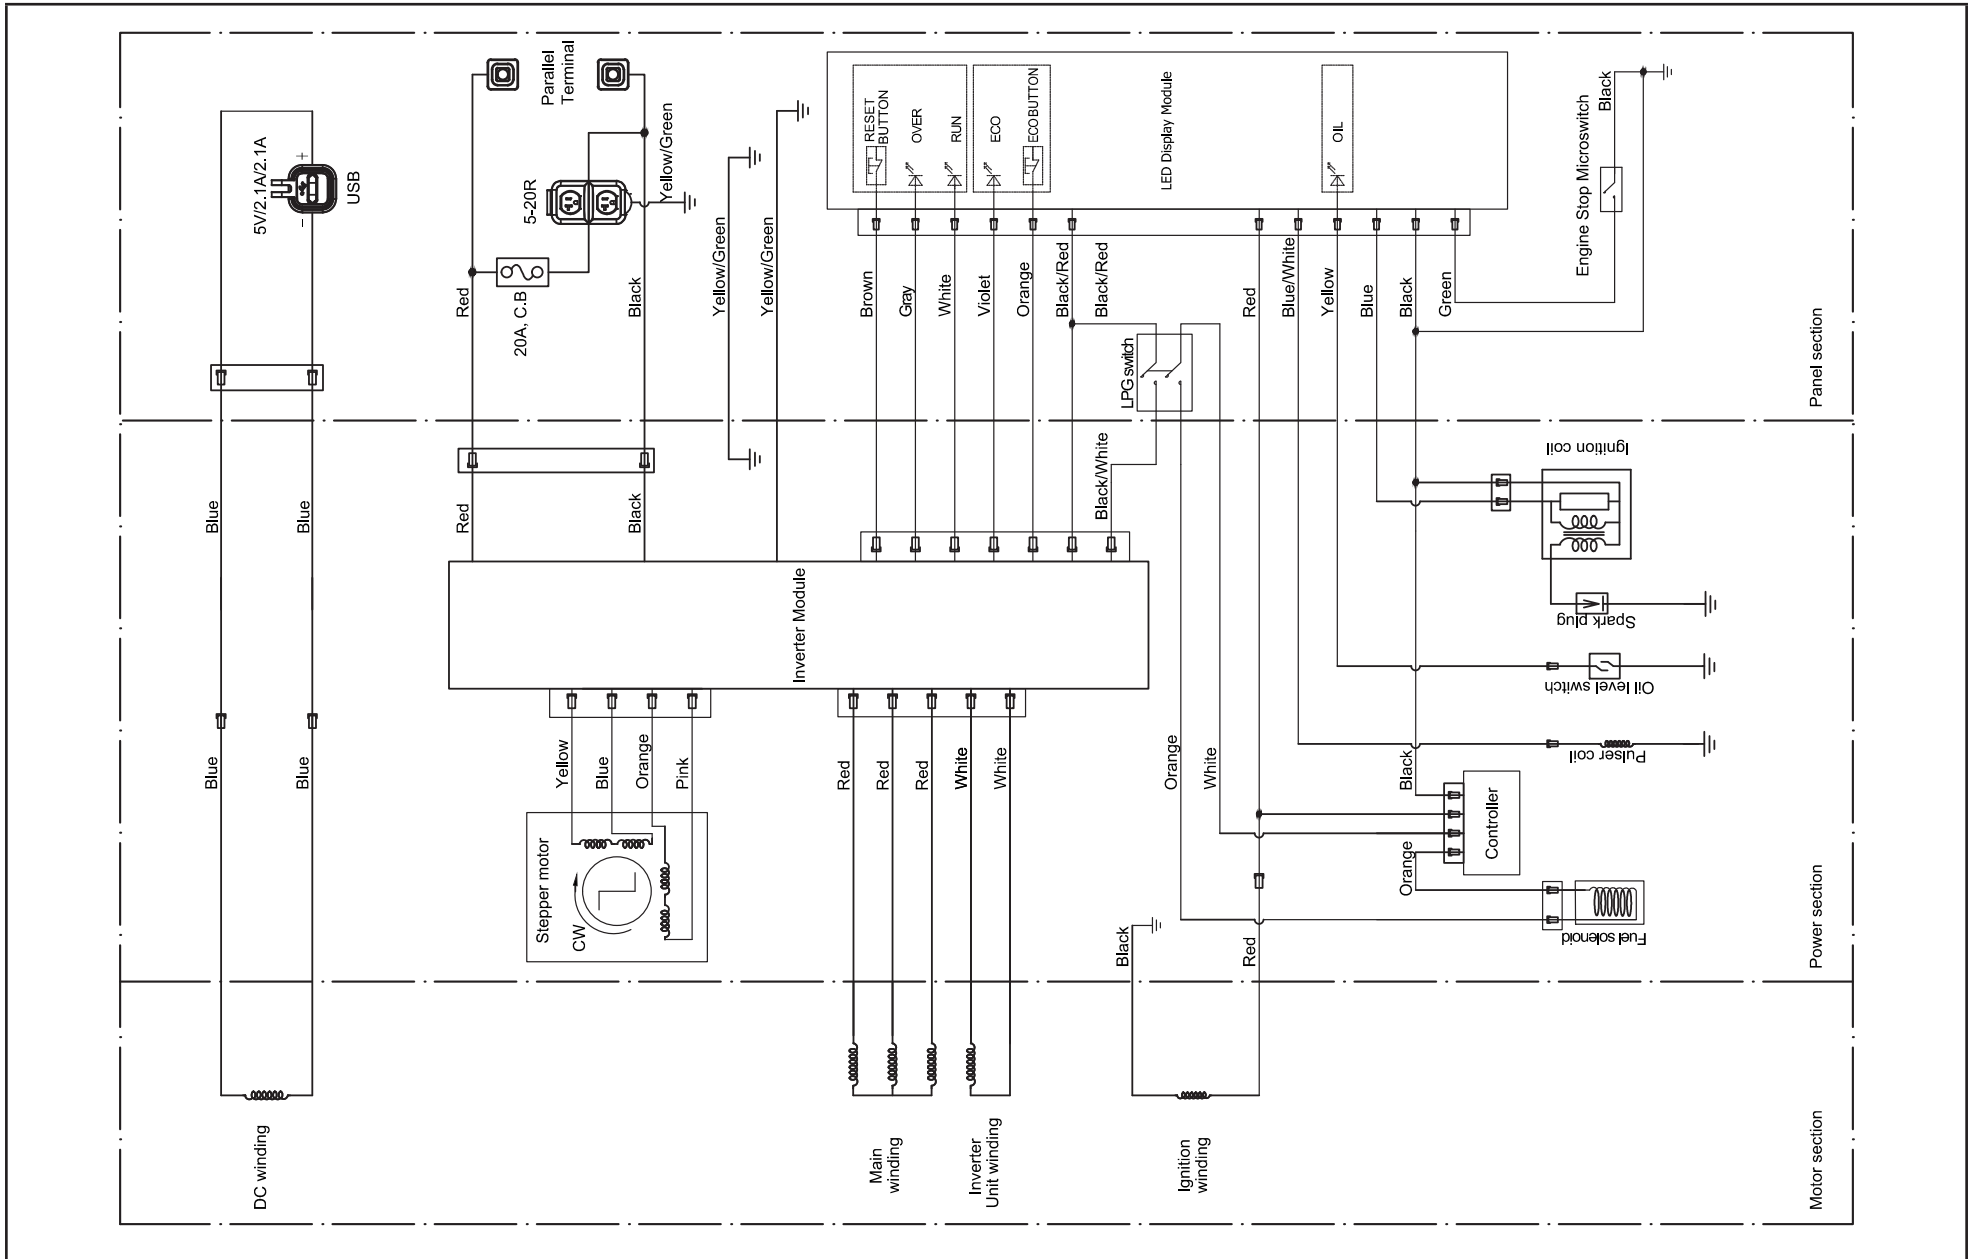 5V/2.1A/2.1A
+
−
USB
Parallel
Terminal
5-20R
Yellow/Green
Red
20A, C.B
Black
Yellow/Green
Yellow/Green
RESET
BUTTON
OVER
RUN
ECO
ECO BUTTON
LED Display Module
OIL
Brown
Gray
White
Violet
Orange
Black/Red
Black/Red
Red
Blue/White
Yellow
Blue
Black
Green
Engine Stop Microswitch
Black
LPG switch
Panel section
Blue
Blue
Red
Black
Black/White
Inverter Module
Ignition coil
Spark plug
Oil level switch
Pulser coil
Blue
Blue
Yellow
Blue
Orange
Pink
Stepper motor
CW
Red
Red
Red
White
White
Orange
White
Black
Controller
Orange
Fuel solenoid
Black
Red
Power section
DC winding
Main
winding
Inverter
Unit winding
Ignition
winding
Motor section